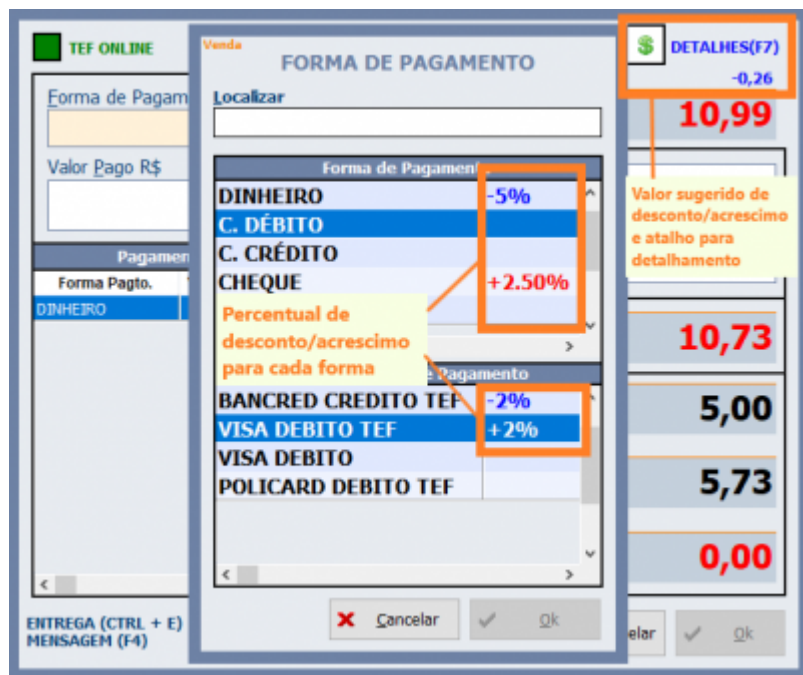 TEF ONLINE
Venda
FORMA DE PAGAMENTO
DETALHES(F7)
-0,26
10,99
Forma de Pagam
Localizar
Valor Pago R$
Forma de Pagament
DINHEIRO -5%
C. DÉBITO
C. CRÉDITO
CHEQUE +2.50%
Valor sugerido de
desconto/acrescimo
e atalho para
detalhamento
Pagamen
Forma Pagto.
DINHEIRO
Percentual de
desconto/acrescimo
para cada forma
10,73
e Pagamento
BANCRED CREDITO TEF -2%
VISA DEBITO TEF +2%
VISA DEBITO
POLICARD DEBITO TEF
5,00
5,73
0,00
Cancelar
Ok
ENTREGA (CTRL + E)
MENSAGEM (F4)
elar
Ok